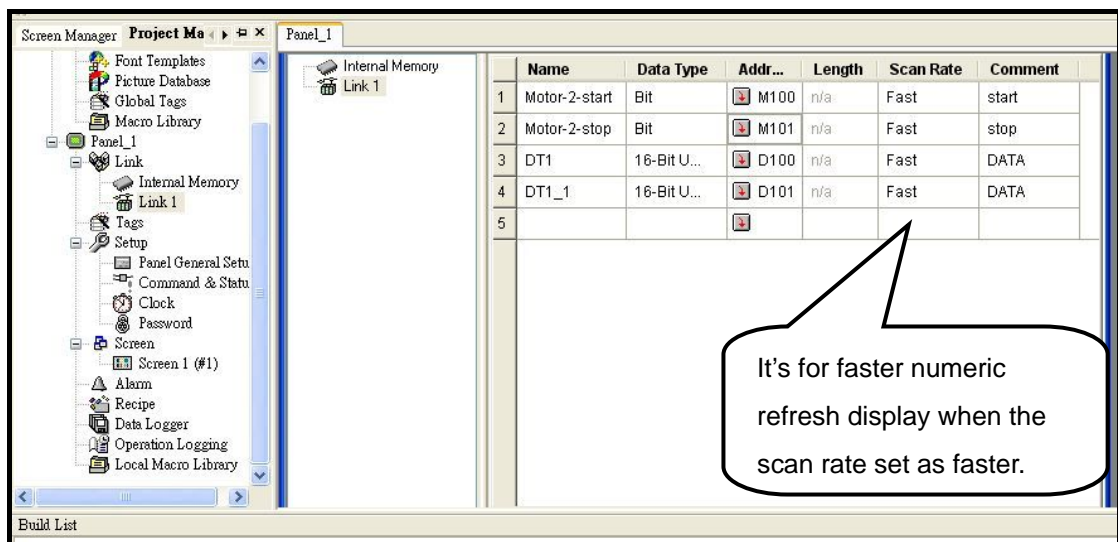 Screen Manager Project Ma
Panel_1
Font Templates
Picture Database
Global Tags
Macro Library
Panel_1
Link
Internal Memory
Link 1
Tags
Setup
Panel General Setu
Command & Statu
Clock
Password
Screen
Screen 1 (#1)
Alarm
Recipe
Data Logger
Operation Logging
Local Macro Library
Internal Memory
Link 1
Name Data Type Addr... Length Scan Rate Comment
1 Motor-2-start Bit M100 n/a Fast start
2 Motor-2-stop Bit M101 n/a Fast stop
3 DT1 16-Bit U... D100 n/a Fast DATA
4 DT1_1 16-Bit U... D101 n/a Fast DATA
5
It's for faster numeric
refresh display when the
scan rate set as faster.
Build List